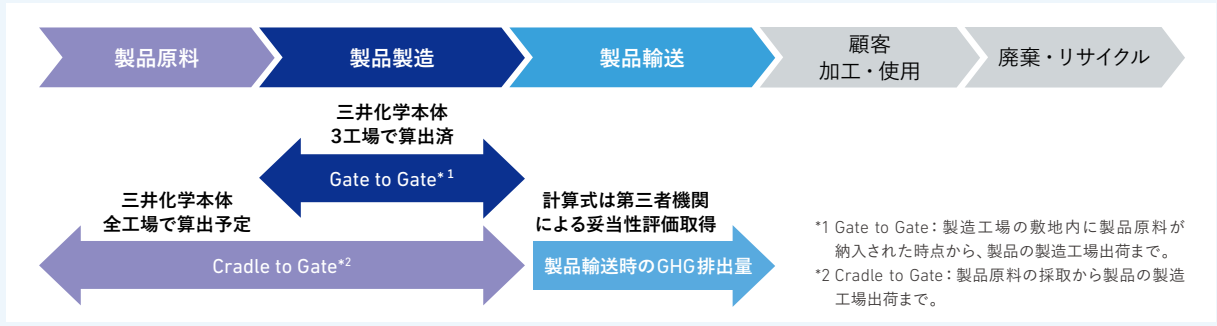 製品原料
製品製造
製品輸送
顧客
加工・使用
廃棄・リサイクル
三井化学本体
3工場で算出済
Gate to Gate*1
三井化学本体
全工場で算出予定
Cradle to Gate*2
計算式は第三者機関
による妥当性評価取得
製品輸送時のGHG排出量
*1 Gate to Gate：製造工場の敷地内に製品原料が
納入された時点から、製品の製造工場出荷まで。
*2 Cradle to Gate：製品原料の採取から製品の製造
工場出荷まで。